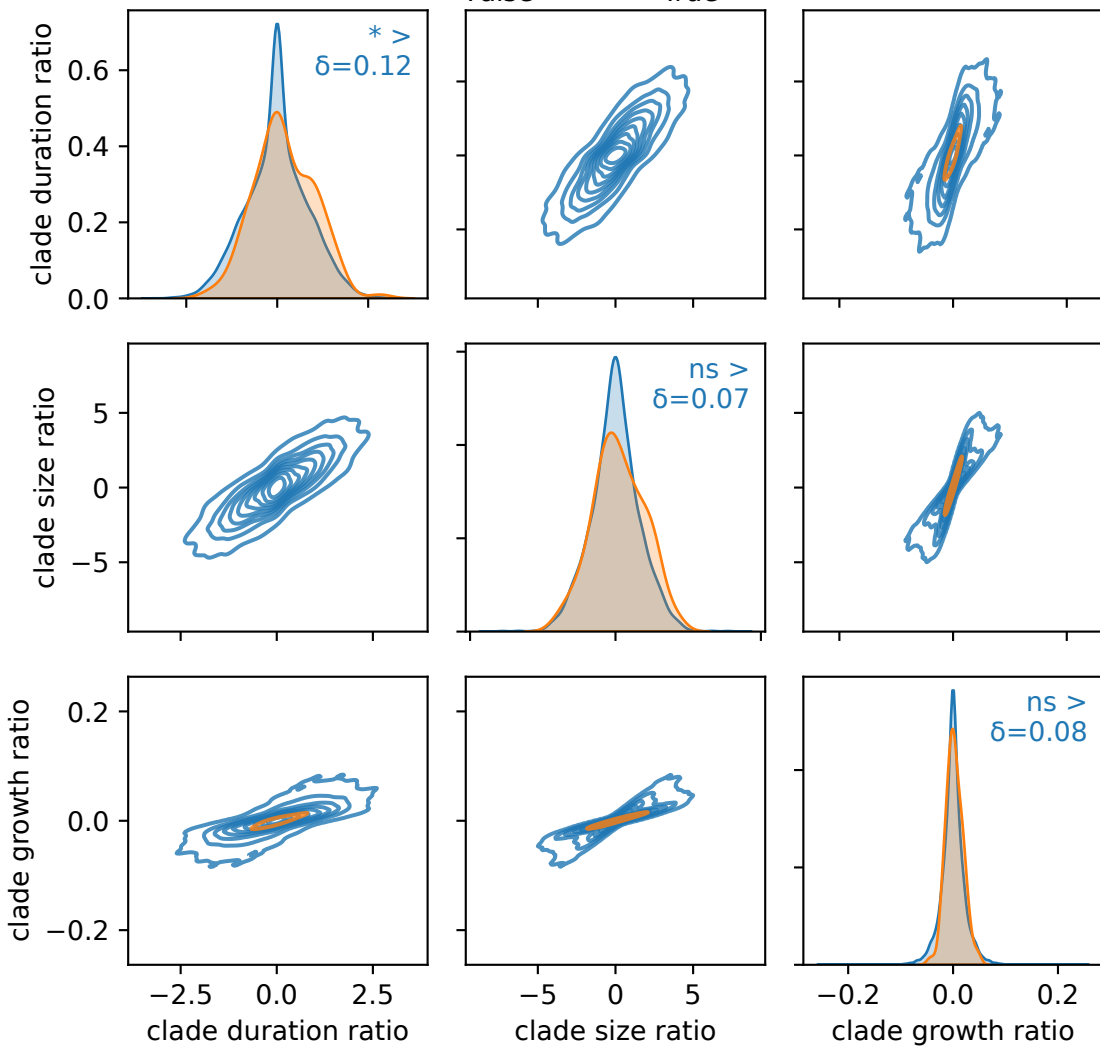 * >
δ=0.12
clade duration ratio
0.6
0.4
0.2
0.0
ns >
δ=0.07
clade size ratio
5
0
−5
ns >
δ=0.08
clade growth ratio
0.2
0.0
−0.2
−2.5 0.0 2.5 −5 0 5 −0.2 0.0 0.2
clade duration ratio clade size ratio clade growth ratio